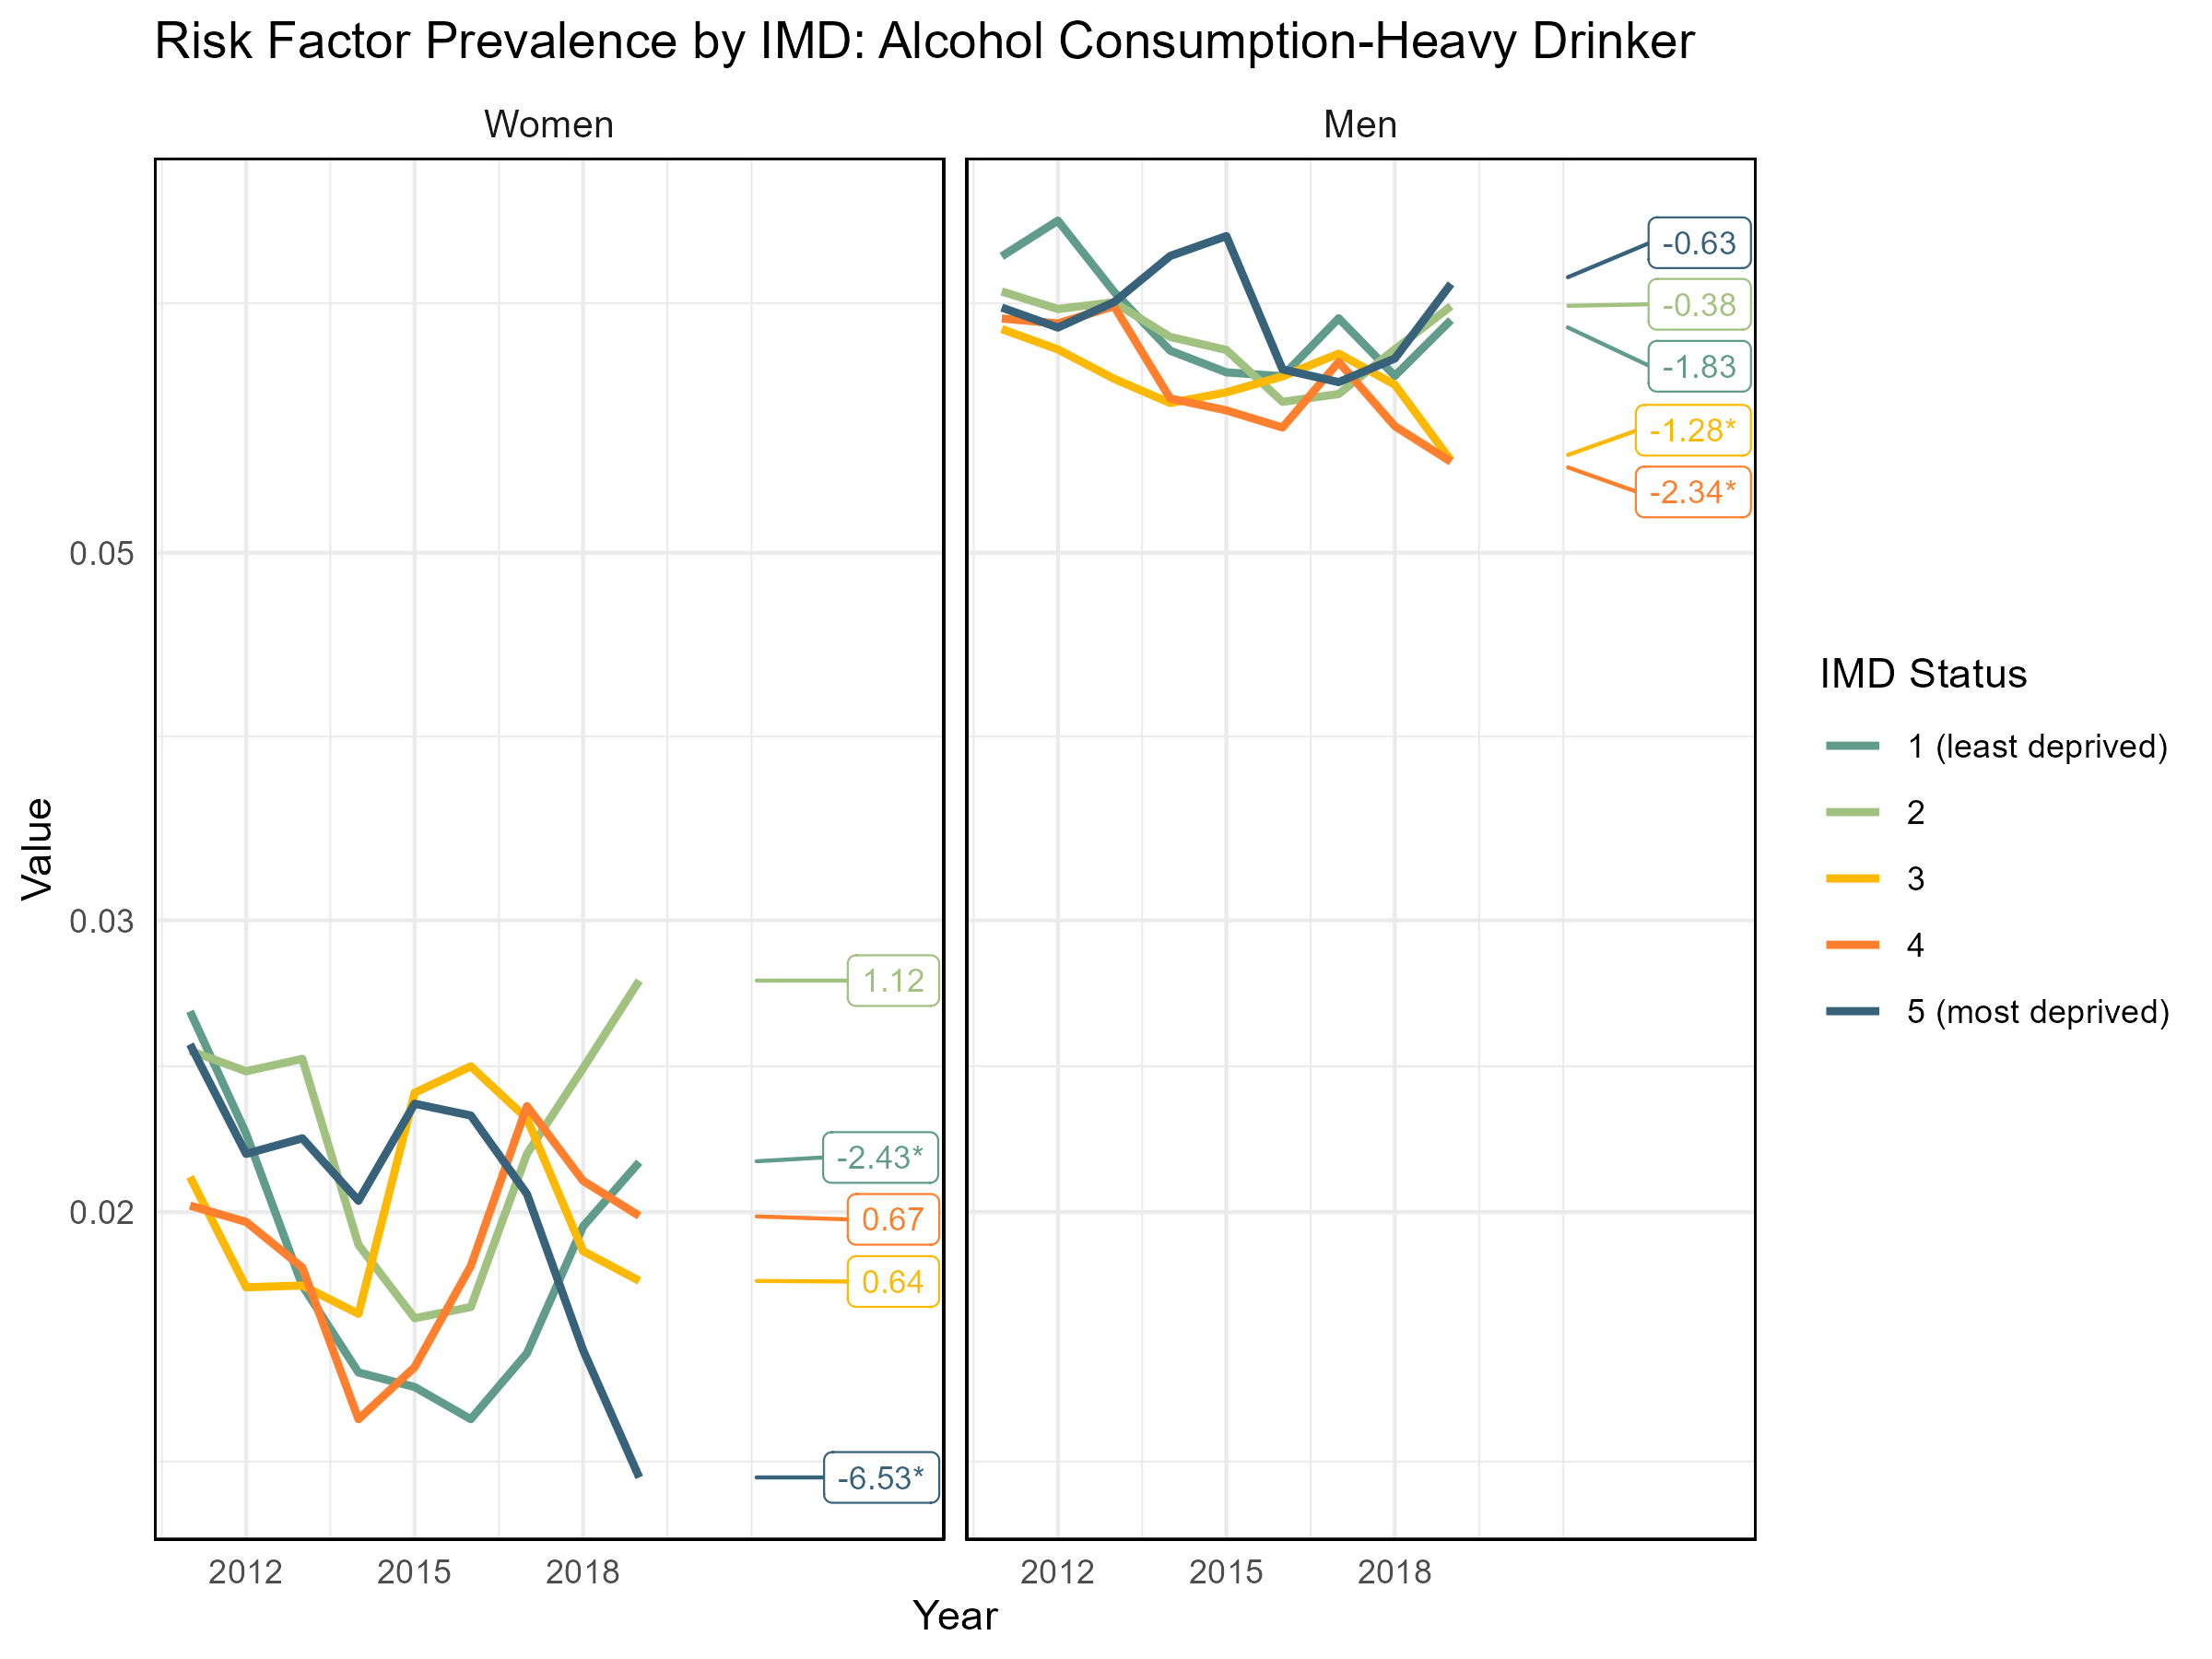 Risk Factor Prevalence by IMD: Alcohol Consumption-Heavy Drinker
Women
Men
-0.63
-0.38
-1.83
-1.28*
-2.34*
0.05
0.03
0.02
Value
1.12
-2.43*
0.67
0.64
-6.53*
IMD Status
1 (least deprived)
2
3
4
5 (most deprived)
2012 2015 2018
2012 2015 2018
Year